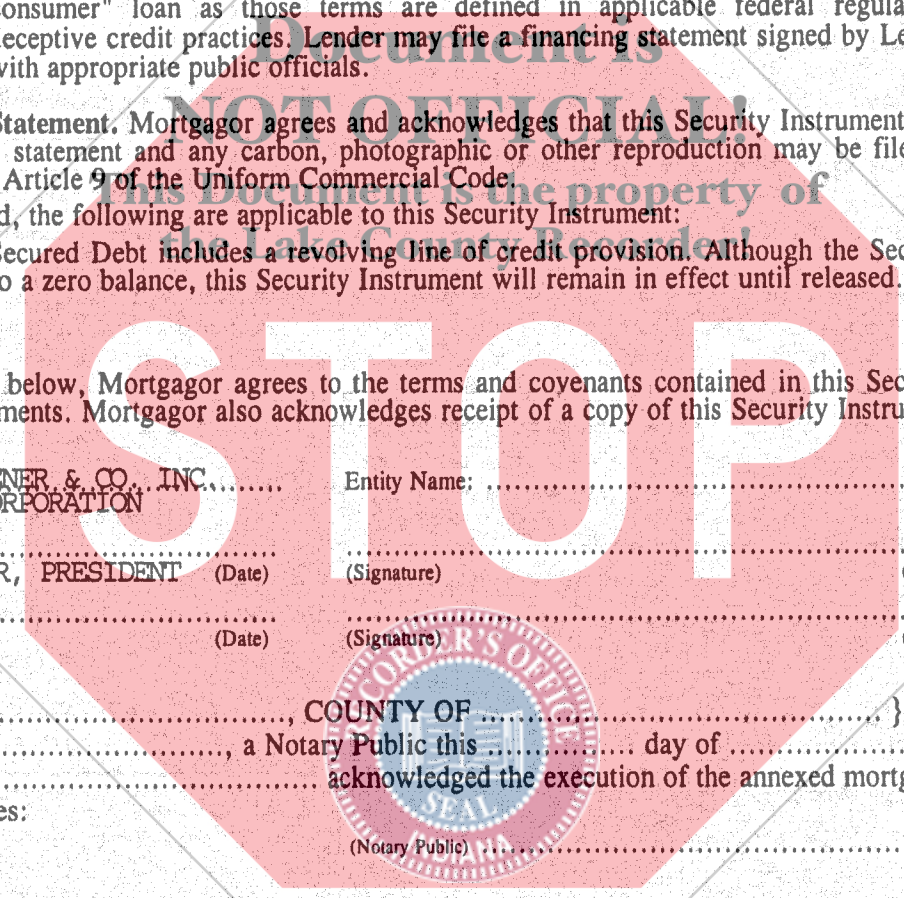 onsumer" loan as those terms are defined in applicable federal regula
eceptive credit practices. Lender may file a financing statement signed by Le
with appropriate public officials.
Document is
NOT OFFICIAL!
This Document is the property of
the Lake County Recorder!
Statement. Mortgagor agrees and acknowledges that this Security Instrument
statement and any carbon, photographic or other reproduction may be file
Article 9 of the Uniform Commercial Code.
d, the following are applicable to this Security Instrument:
Secured Debt includes a revolving line of credit provision. Although the Sec
o a zero balance, this Security Instrument will remain in effect until released.
STOP
below, Mortgagor agrees to the terms and covenants contained in this Sec
ments. Mortgagor also acknowledges receipt of a copy of this Security Instru
NER & CO. INC. Entity Name:
ORPORATION
R, PRESIDENT (Date) (Signature)
(Date) (Signature)
RECORDER'S OFFICE
SEAL
INDIANA
, COUNTY OF }
, a Notary Public this day of
acknowledged the execution of the annexed mortg
es:
(Notary Public)